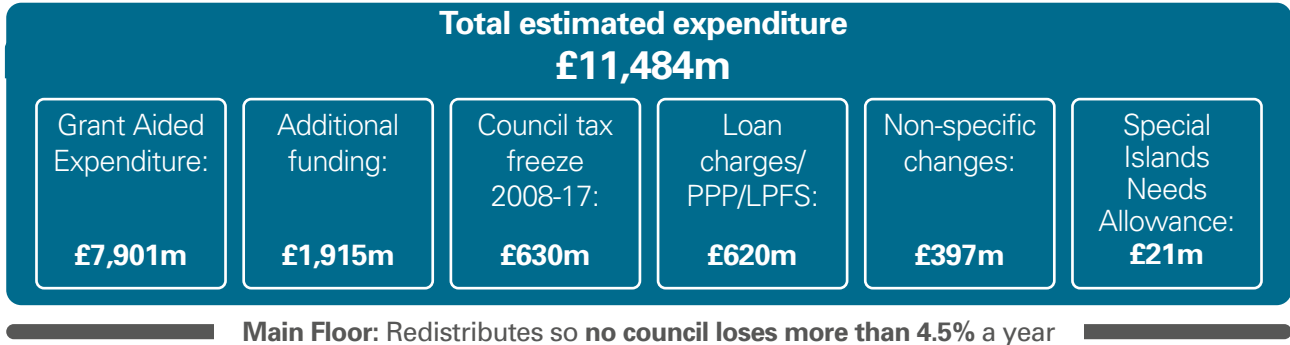 Total estimated expenditure
£11,484m
Grant Aided
Expenditure:
£7,901m
Additional
funding:
£1,915m
Council tax
freeze
2008-17:
£630m
Loan
charges/
PPP/LPFS:
£620m
Non-specific
changes:
£397m
Special
Islands
Needs
Allowance:
£21m
Main Floor: Redistributes so no council loses more than 4.5% a year